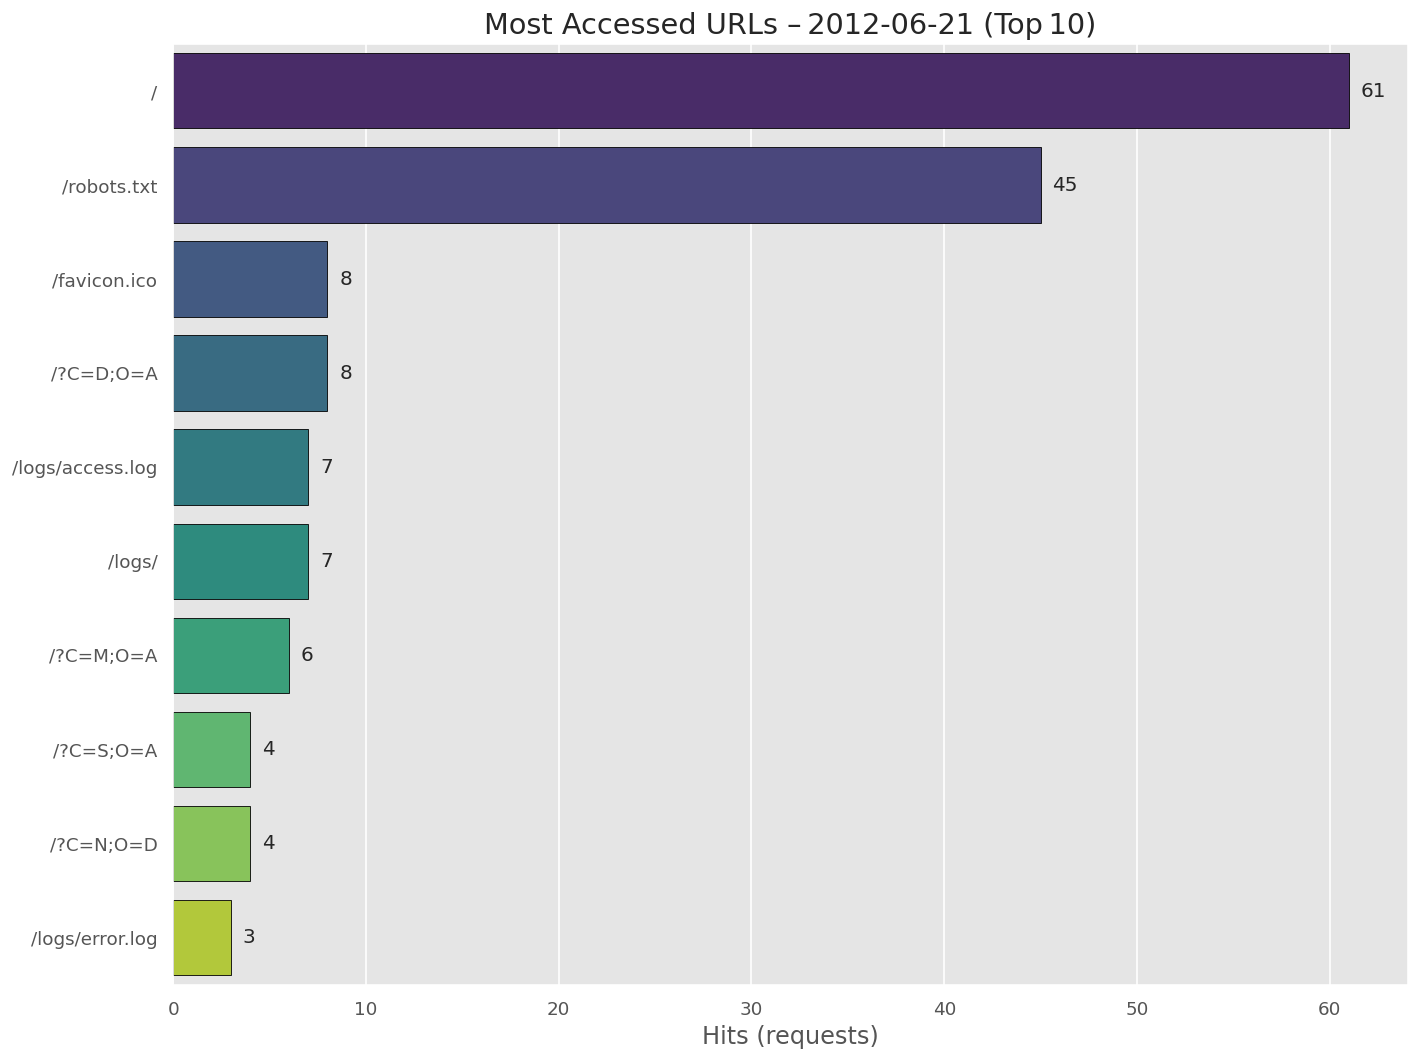 Most Accessed URLs – 2012-06-21 (Top 10)
/ 61
/robots.txt 45
/favicon.ico 8
/?C=D;O=A 8
/logs/access.log 7
/logs/ 7
/?C=M;O=A 6
/?C=S;O=A 4
/?C=N;O=D 4
/logs/error.log 3
0 10 20 30 40 50 60
Hits (requests)